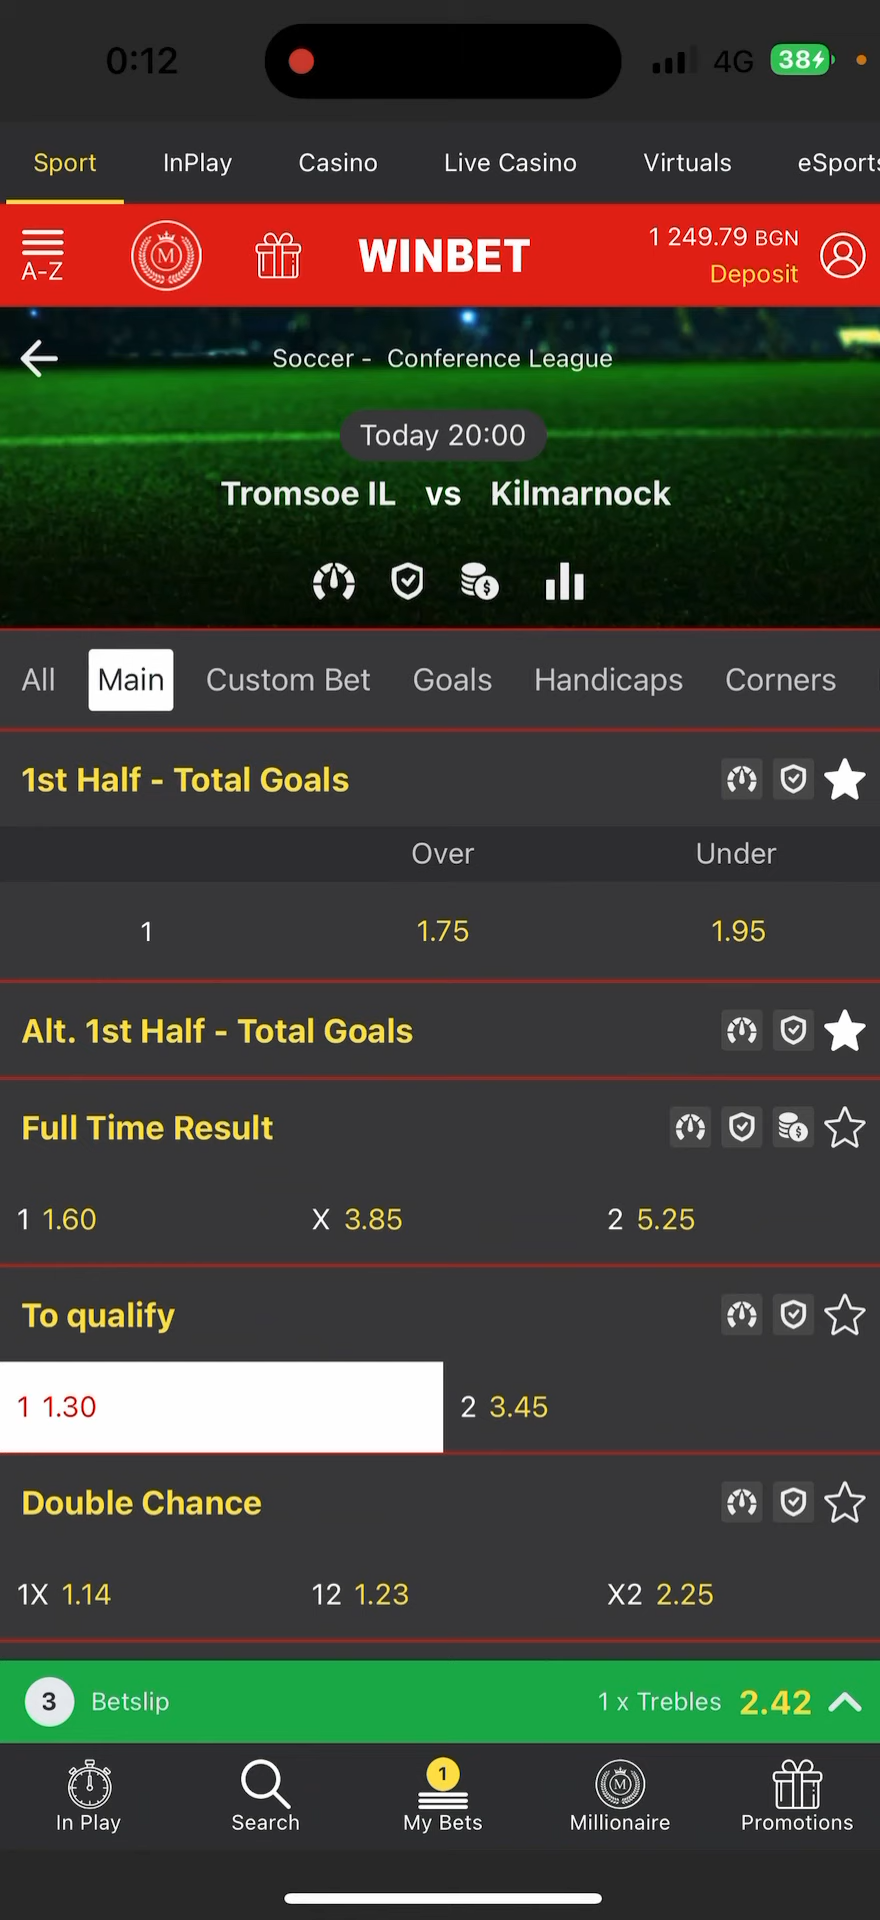 0:12 4G 38
Sport InPlay Casino Live Casino Virtuals eSports
A-Z M WINBET 1 249.79 BGN
Deposit
Soccer - Conference League
Today 20:00
Tromsoe IL vs Kilmarnock
All Main Custom Bet Goals Handicaps Corners
1st Half - Total Goals
Over Under
1 1.75 1.95
Alt. 1st Half - Total Goals
Full Time Result
1 1.60 X 3.85 2 5.25
To qualify
1 1.30 2 3.45
Double Chance
1X 1.14 12 1.23 X2 2.25
3 Betslip 1 x Trebles 2.42
1 M
In Play Search My Bets Millionaire Promotions